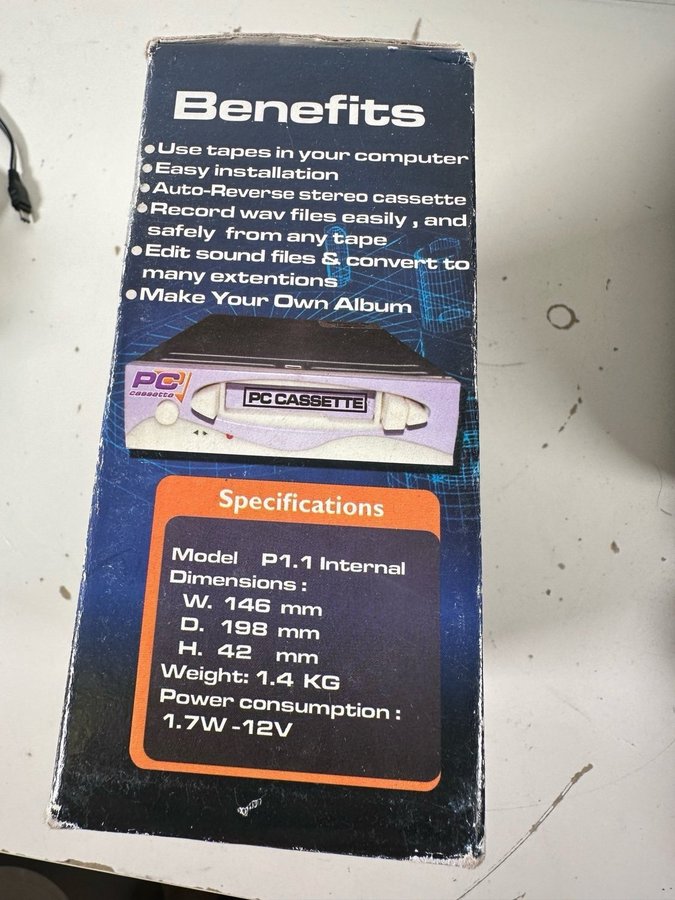 Benefits
●Use tapes in your computer
●Easy installation
●Auto-Reverse stereo cassette
●Record wav files easily , and
safely from any tape
●Edit sound files & convert to
many extentions
●Make Your Own Album
PC
cassette
PC CASSETTE
Specifications
Model P1.1 Internal
Dimensions :
W. 146 mm
D. 198 mm
H. 42 mm
Weight: 1.4 KG
Power consumption :
1.7W -12V